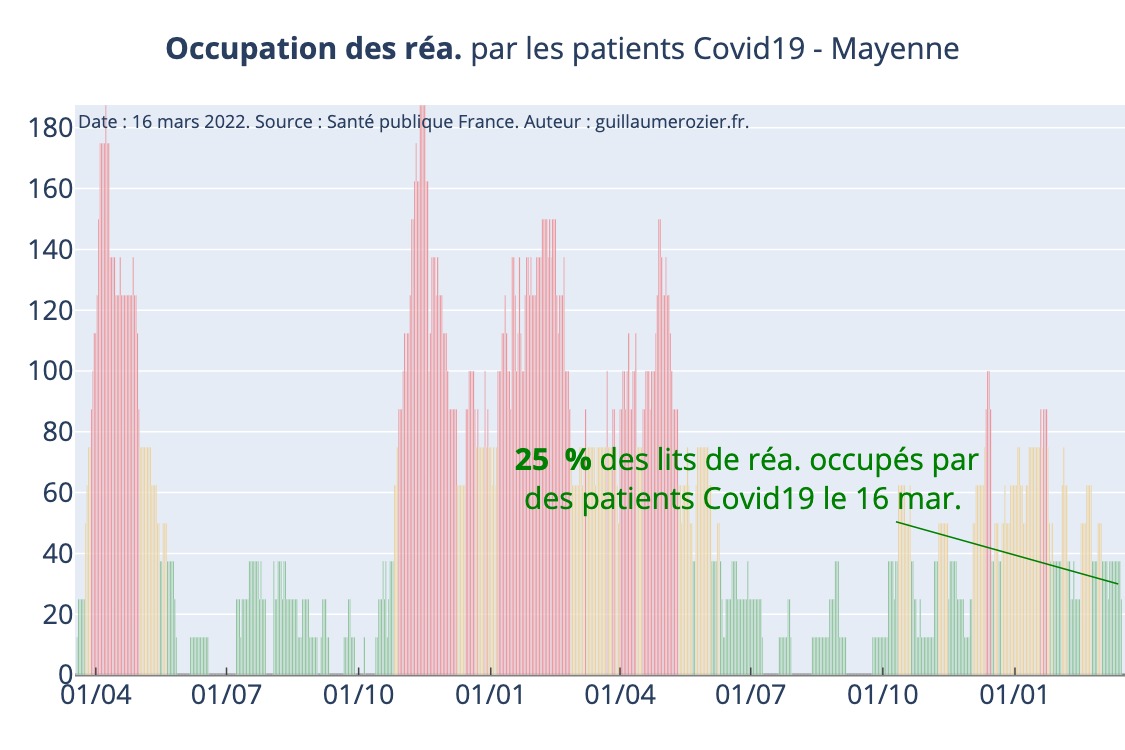 Occupation des réa. par les patients Covid19 - Mayenne
Date : 16 mars 2022. Source : Santé publique France. Auteur : guillaumerozier.fr.
180
160
140
120
100
80
60
40
20
0
25 % des lits de réa. occupés par
des patients Covid19 le 16 mar.
01/04 01/07 01/10 01/01 01/04 01/07 01/10 01/01